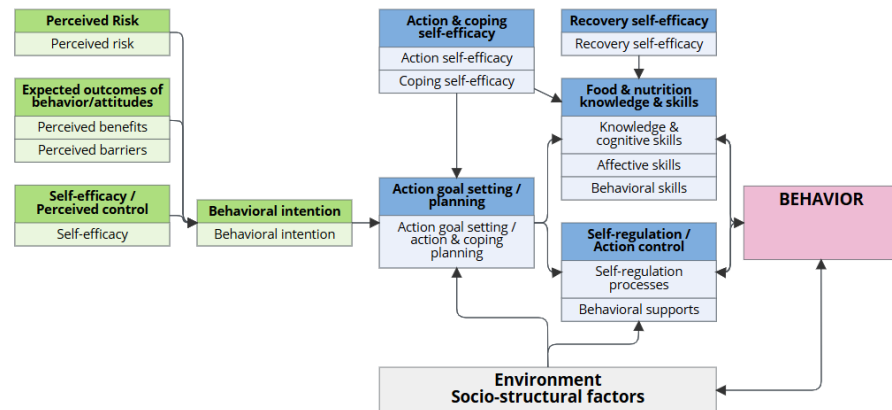 Perceived Risk
Perceived risk
Expected outcomes of
behavior/attitudes
Perceived benefits
Perceived barriers
Self-efficacy /
Perceived control
Self-efficacy
Behavioral intention
Behavioral intention
Action & coping
self-efficacy
Action self-efficacy
Coping self-efficacy
Action goal setting /
planning
Action goal setting /
action & coping
planning
Recovery self-efficacy
Recovery self-efficacy
Food & nutrition
knowledge & skills
Knowledge &
cognitive skills
Affective skills
Behavioral skills
Self-regulation /
Action control
Self-regulation
processes
Behavioral supports
BEHAVIOR
Environment
Socio-structural factors